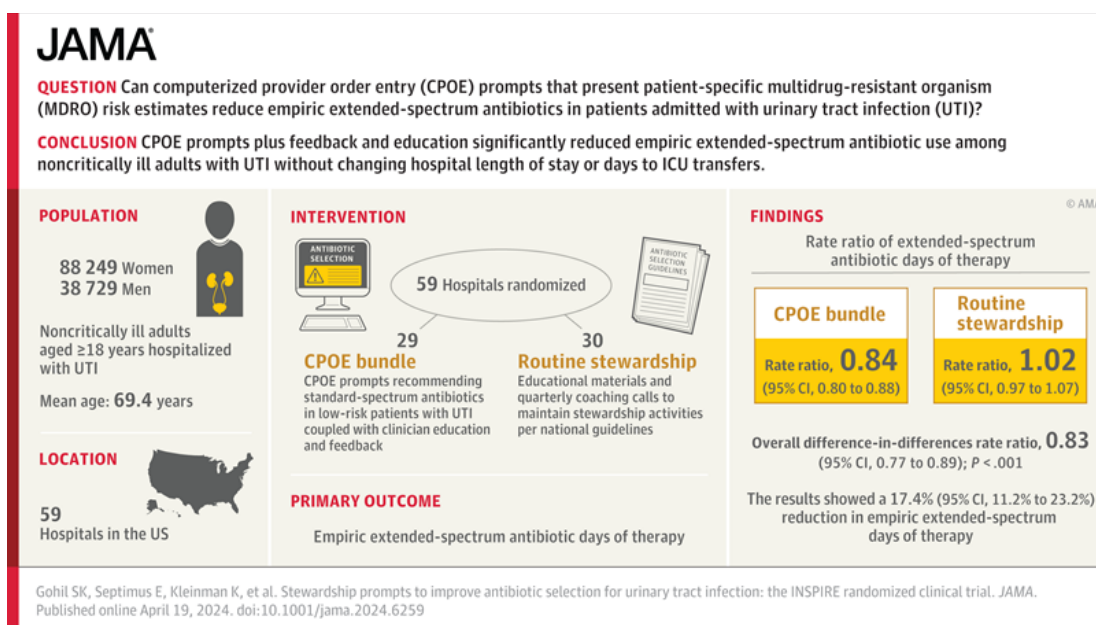 JAMA
QUESTION Can computerized provider order entry (CPOE) prompts that present patient-specific multidrug-resistant organism
(MDRO) risk estimates reduce empiric extended-spectrum antibiotics in patients admitted with urinary tract infection (UTI)?
CONCLUSION CPOE prompts plus feedback and education significantly reduced empiric extended-spectrum antibiotic use among
noncritically ill adults with UTI without changing hospital length of stay or days to ICU transfers.
© AMA
POPULATION
88 249 Women
38 729 Men
Noncritically ill adults
aged ≥18 years hospitalized
with UTI
Mean age: 69.4 years
LOCATION
59
Hospitals in the US
INTERVENTION
ANTIBIOTIC
SELECTION
59 Hospitals randomized
ANTIBIOTIC
SELECTION
GUIDELINES
29
CPOE bundle
CPOE prompts recommending
standard-spectrum antibiotics
in low-risk patients with UTI
coupled with clinician education
and feedback
30
Routine stewardship
Educational materials and
quarterly coaching calls to
maintain stewardship activities
per national guidelines
PRIMARY OUTCOME
Empiric extended-spectrum antibiotic days of therapy
FINDINGS
Rate ratio of extended-spectrum
antibiotic days of therapy
CPOE bundle
Rate ratio, 0.84
(95% CI, 0.80 to 0.88)
Routine
stewardship
Rate ratio, 1.02
(95% CI, 0.97 to 1.07)
Overall difference-in-differences rate ratio, 0.83
(95% CI, 0.77 to 0.89); P <.001
The results showed a 17.4% (95% CI, 11.2% to 23.2%)
reduction in empiric extended-spectrum
days of therapy
Gohil SK, Septimus E, Kleinman K, et al. Stewardship prompts to improve antibiotic selection for urinary tract infection: the INSPIRE randomized clinical trial. JAMA.
Published online April 19, 2024. doi:10.1001/jama.2024.6259